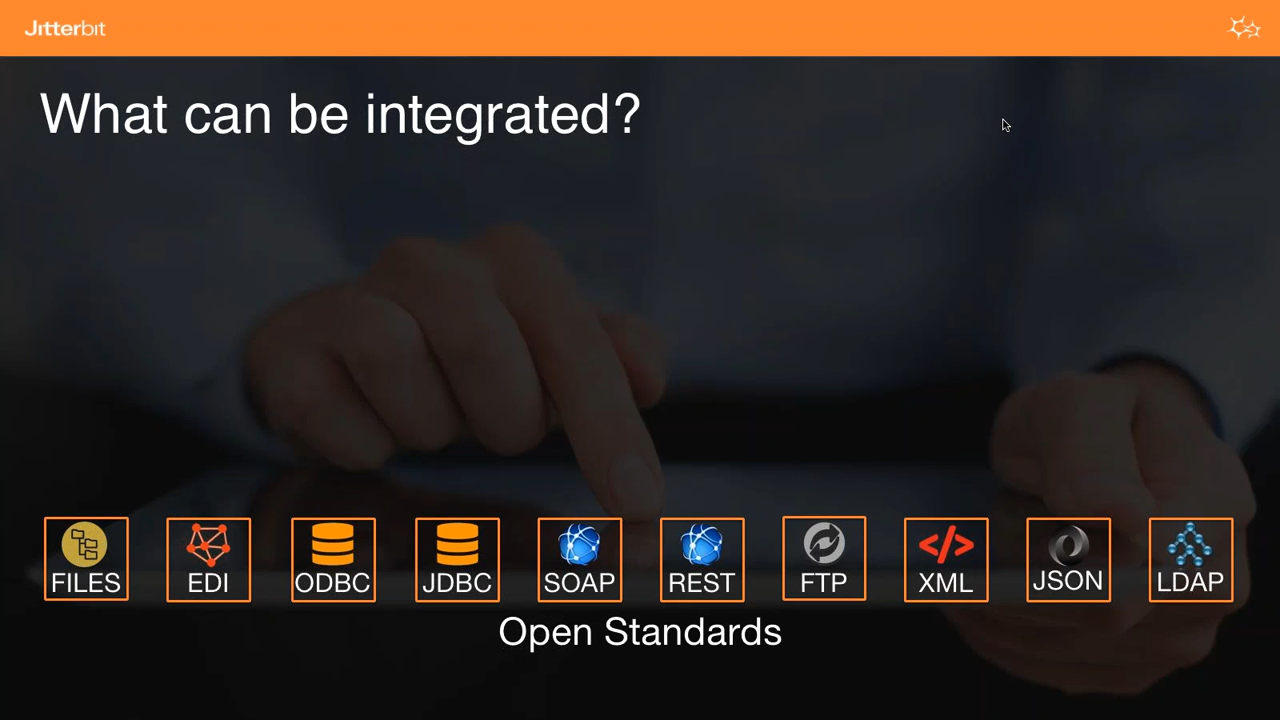 Jitterbit
What can be integrated?
FILES EDI ODBC JDBC SOAP REST FTP XML JSON LDAP
Open Standards